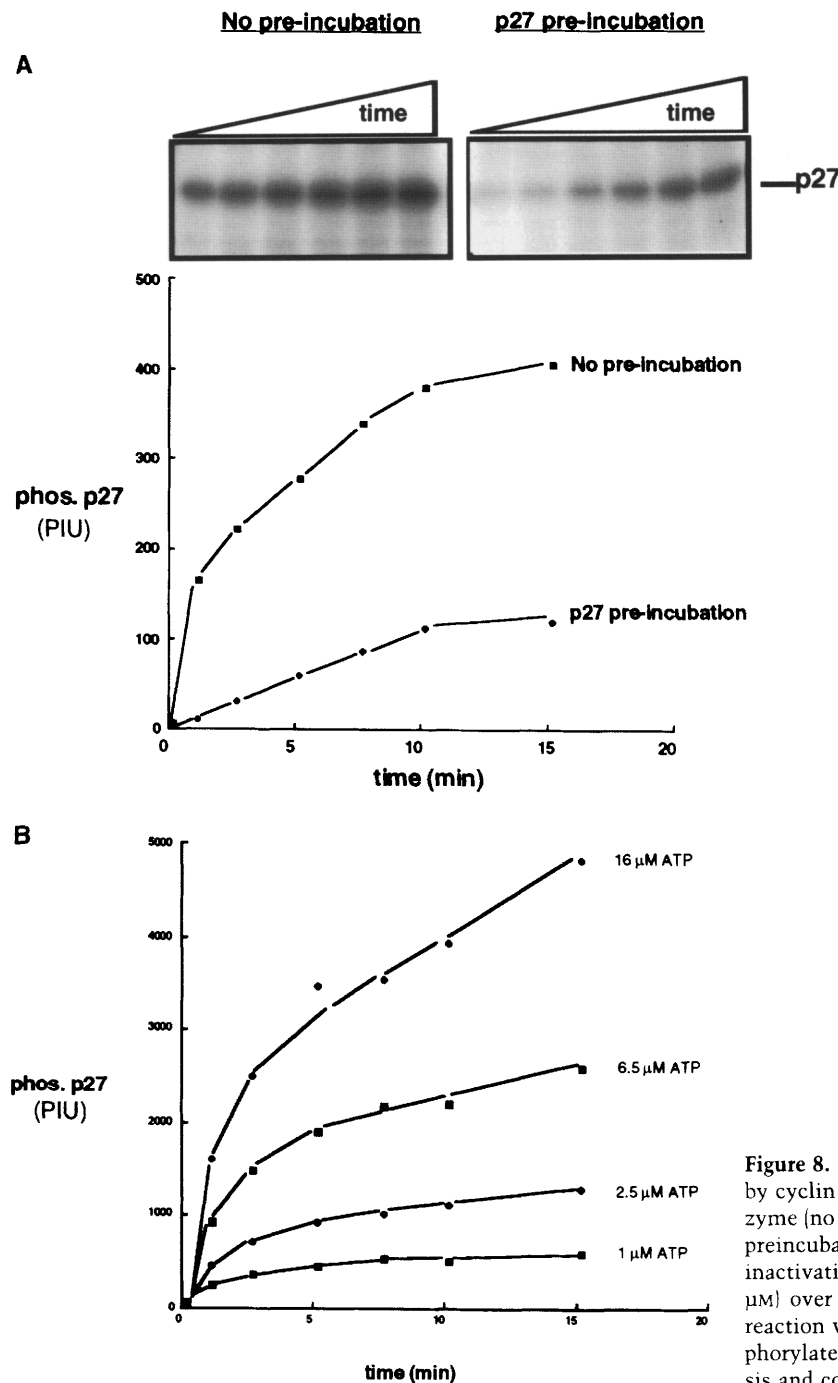 No pre-incubation p27 pre-incubation
A
time time
p27
500
400
300
200
100
0
phos. p27
(PIU)
No pre-incubation
p27 pre-incubation
0 5 10 15 20
time (min)
B
5000
4000
3000
2000
1000
0
phos. p27
(PIU)
16 μM ATP
6.5 μM ATP
2.5 μM ATP
1 μM ATP
0 5 10 15 20
time (min)
Figure 8.
by cyclin
zyme (no
preincuba
inactivati
μM) over
reaction v
phorylate
sis and co